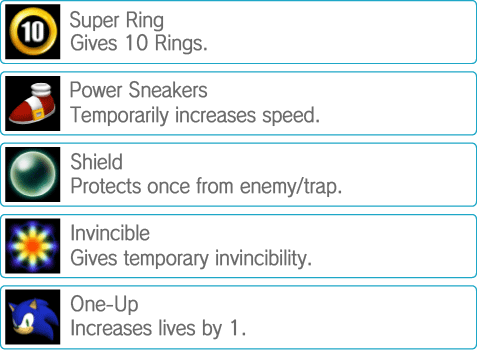 10
Super Ring
Gives 10 Rings.
Power Sneakers
Temporarily increases speed.
Shield
Protects once from enemy/trap.
Invincible
Gives temporary invincibility.
One-Up
Increases lives by 1.